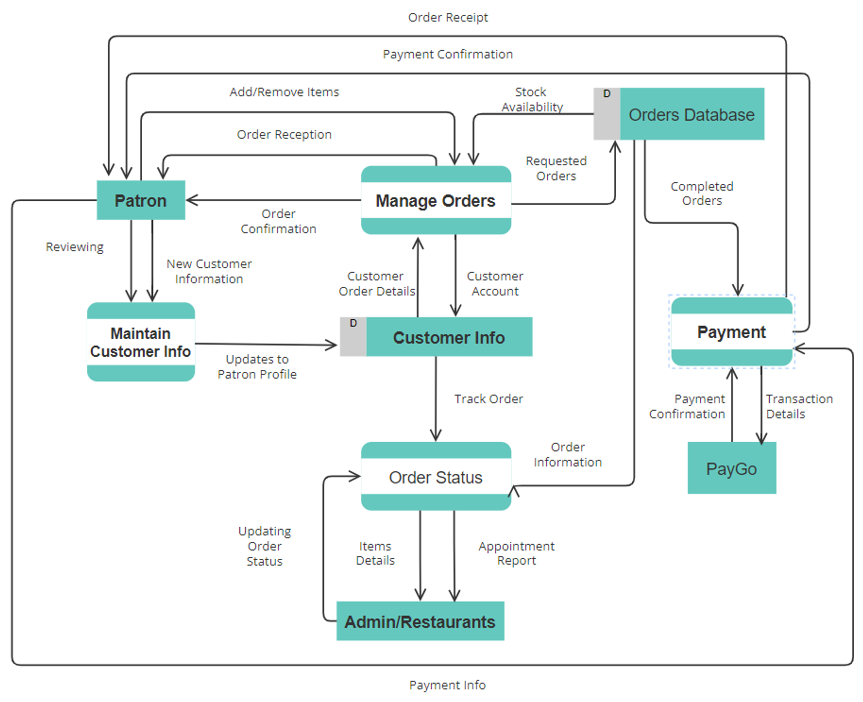 Order Receipt
Payment Confirmation
Add/Remove Items
Stock
Availability
D
Orders Database
Order Reception
Requested
Orders
Completed
Orders
Patron
Manage Orders
Order
Confirmation
Reviewing
New Customer
Information
Customer
Order Details
Customer
Account
Maintain
Customer Info
D
Customer Info
Payment
Updates to
Patron Profile
Track Order
Payment
Confirmation
Transaction
Details
Order
Information
PayGo
Order Status
Updating
Order
Status
Items
Details
Appointment
Report
Admin/Restaurants
Payment Info